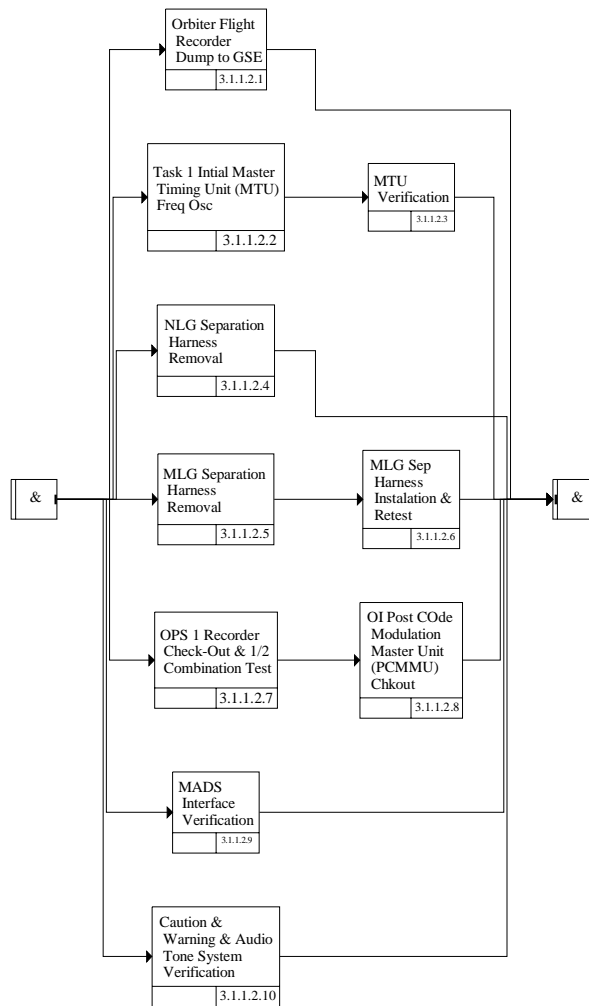 Orbiter Flight
Recorder
Dump to GSE
3.1.1.2.1
Task 1 Intial Master
Timing Unit (MTU)
Freq Osc
3.1.1.2.2
MTU
Verification
3.1.1.2.3
NLG Separation
Harness
Removal
3.1.1.2.4
&
MLG Separation
Harness
Removal
3.1.1.2.5
MLG Sep
Harness
Instalation &
Retest
3.1.1.2.6
&
OPS 1 Recorder
Check-Out & 1/2
Combination Test
3.1.1.2.7
OI Post COde
Modulation
Master Unit
(PCMMU)
Chkout
3.1.1.2.8
MADS
Interface
Verification
3.1.1.2.9
Caution &
Warning & Audio
Tone System
Verification
3.1.1.2.10